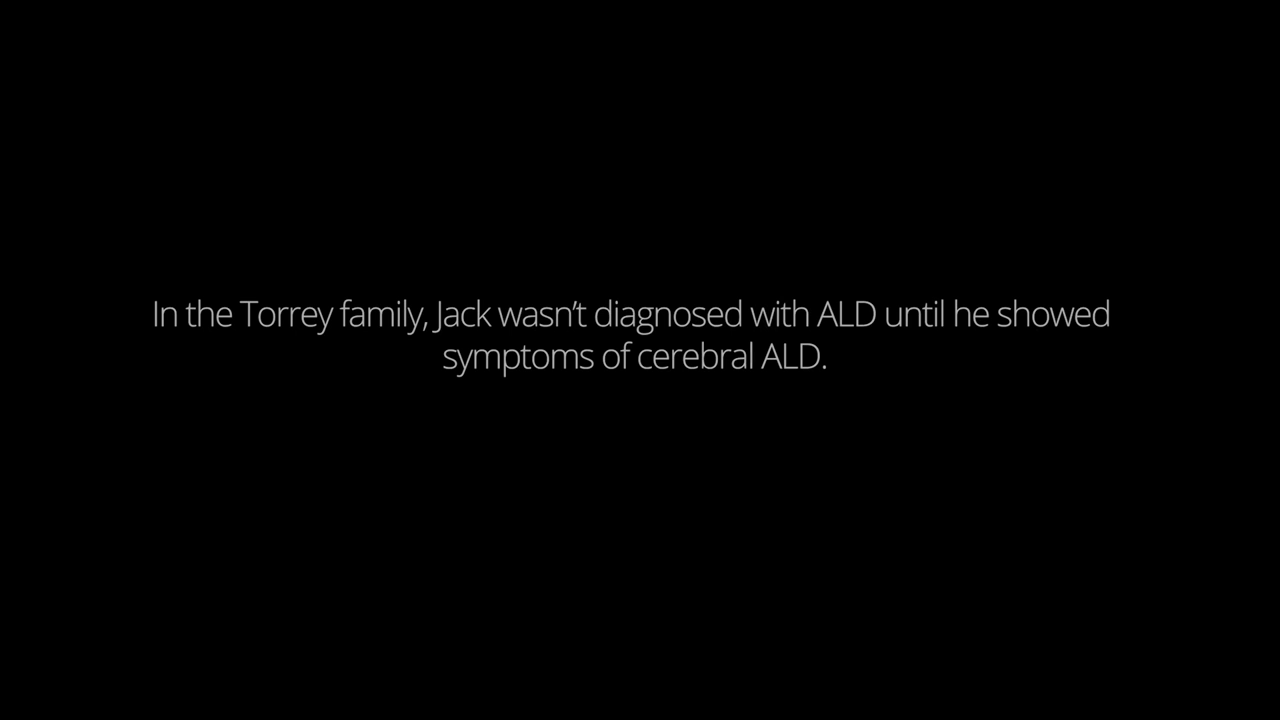 In the Torrey family, Jack wasn’t diagnosed with ALD until he showed
symptoms of cerebral ALD.